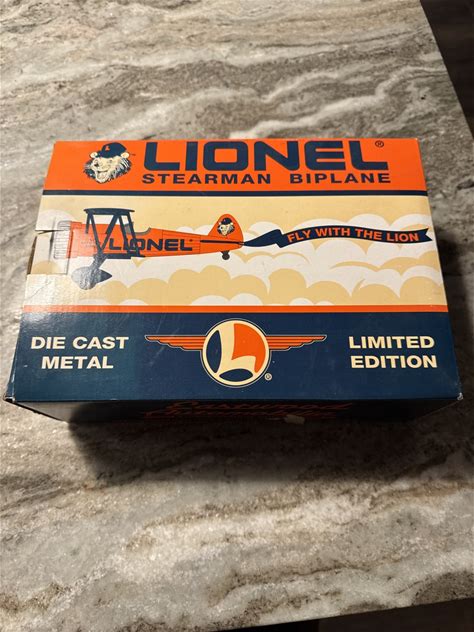 LIONEL®
STEARMAN BIPLANE
LIONEL®
FLY WITH THE LION
DIE CAST
METAL
L
®
LIMITED
EDITION